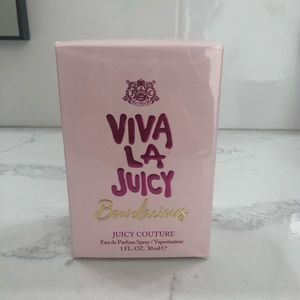 VIVA
LA
JUICY
Bowdacious
JUICY COUTURE
Eau de Parfum Spray / Vaporisateur
1 FL. OZ. 30 ml ℮